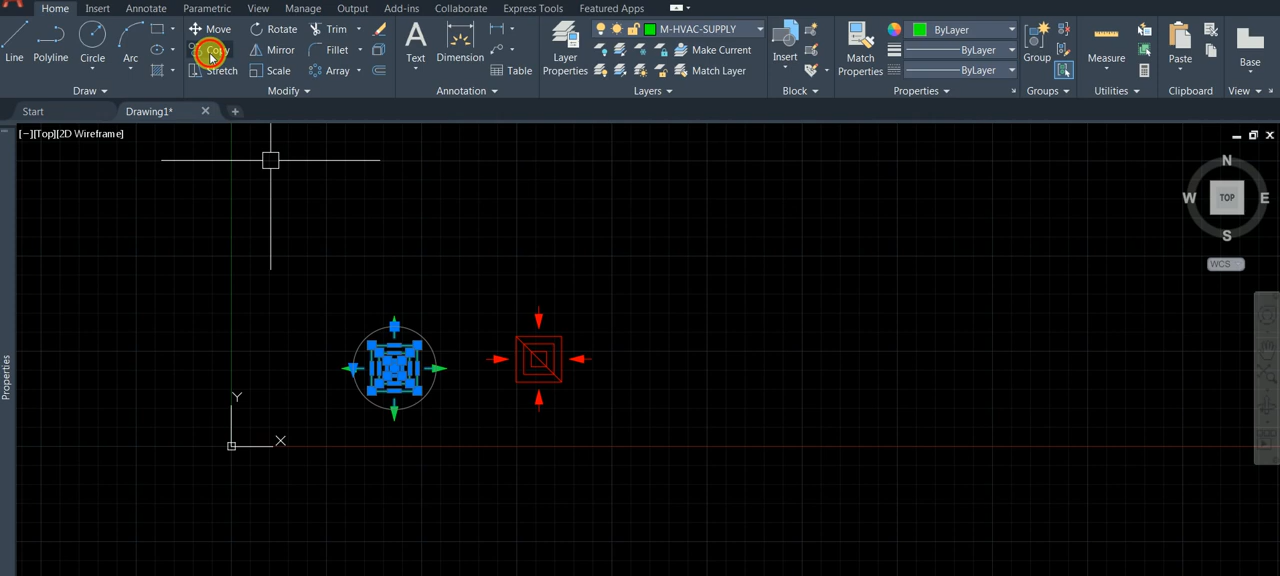 Home Insert Annotate Parametric View Manage Output Add-ins Collaborate Express Tools Featured Apps
Move Rotate Trim M-HVAC-SUPPLY ByLayer
Copy Mirror Fillet Make Current ByLayer
Line Polyline Circle Arc Text Dimension Layer Properties Insert Match Properties Group Measure Paste Base
Stretch Scale Array Table Match Layer ByLayer
Draw Modify Annotation Layers Block Properties Groups Utilities Clipboard View
Start Drawing1* +
[−][Top][2D Wireframe]
N
W TOP E
S
WCS
Properties
Y
X